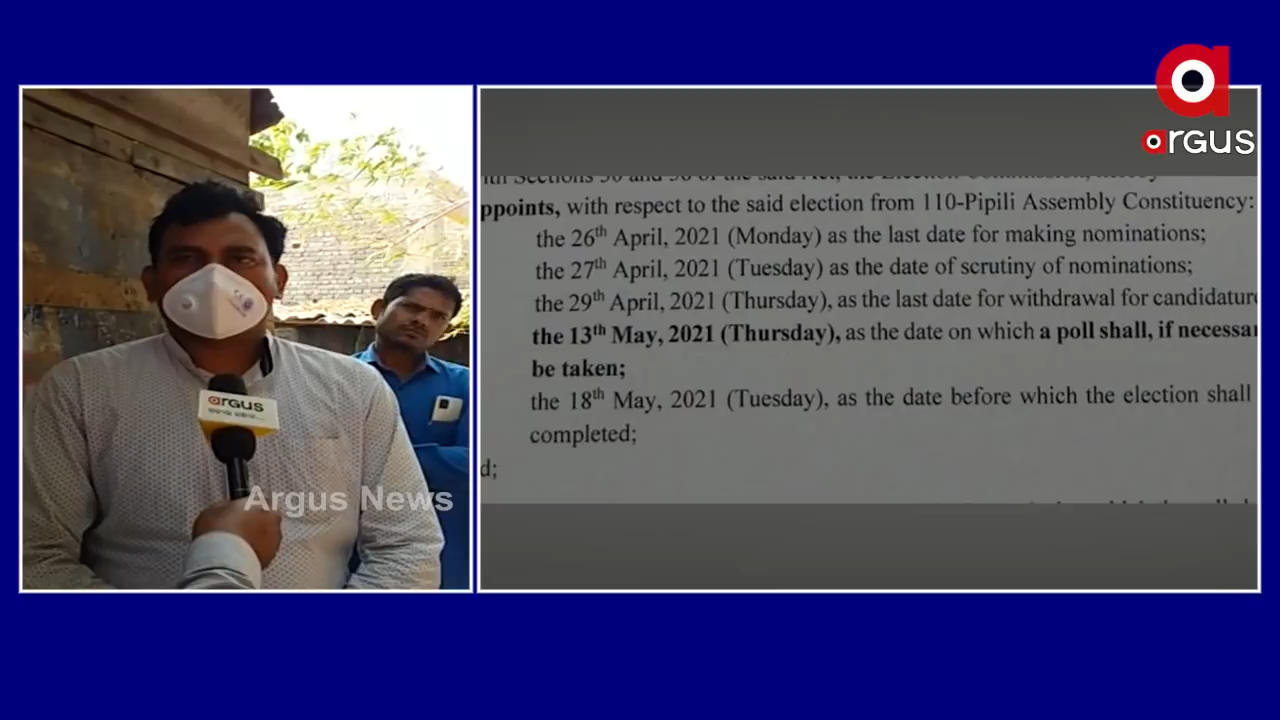 argus
argus
Argus News
ppoints, with respect to the said election from 110-Pipili Assembly Constituency:
the 26th April, 2021 (Monday) as the last date for making nominations;
the 27th April, 2021 (Tuesday) as the date of scrutiny of nominations;
the 29th April, 2021 (Thursday), as the last date for withdrawal for candidature
the 13th May, 2021 (Thursday), as the date on which a poll shall, if necessar
be taken;
the 18th May, 2021 (Tuesday), as the date before which the election shall
completed;
d;